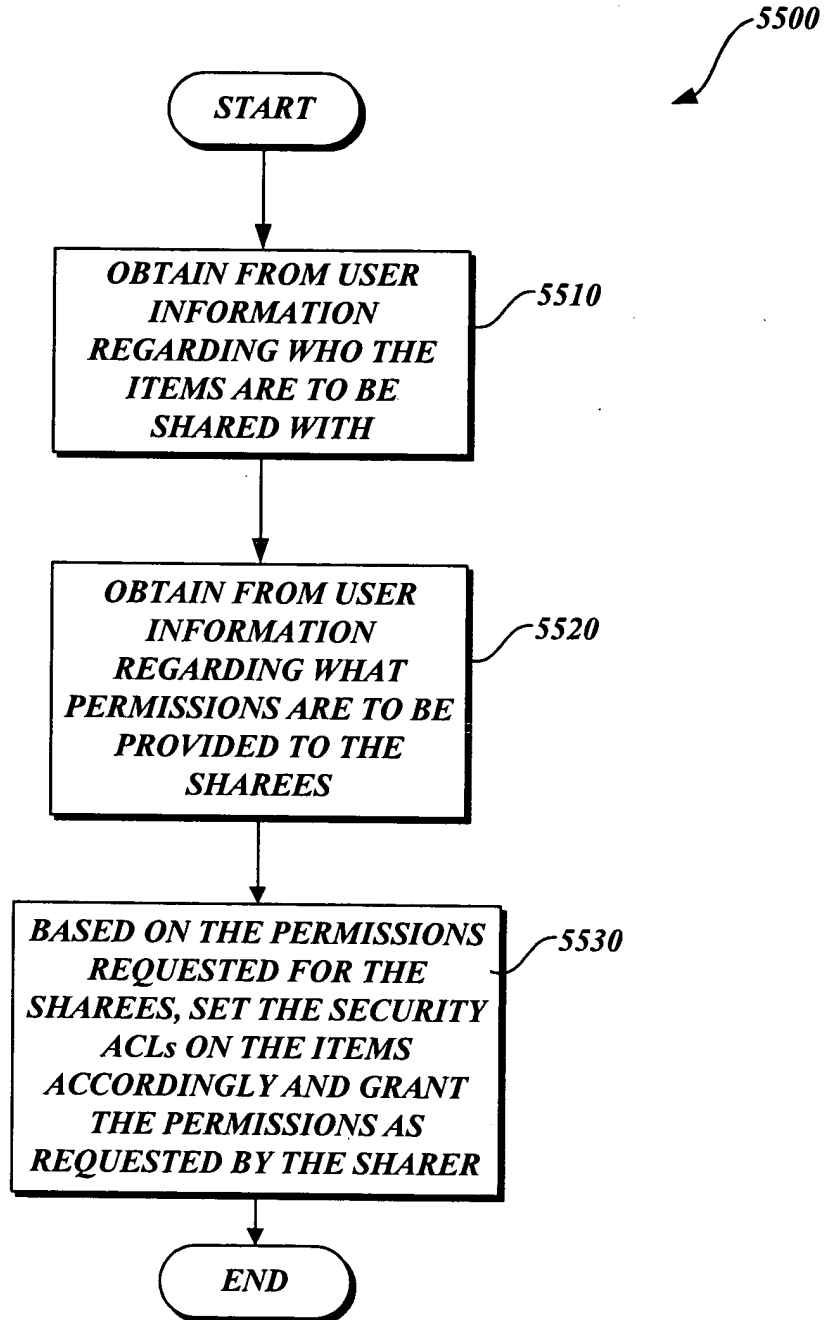 5500
START
OBTAIN FROM USER
INFORMATION
REGARDING WHO THE
ITEMS ARE TO BE
SHARED WITH
5510
OBTAIN FROM USER
INFORMATION
REGARDING WHAT
PERMISSIONS ARE TO BE
PROVIDED TO THE
SHAREES
5520
BASED ON THE PERMISSIONS
REQUESTED FOR THE
SHAREES, SET THE SECURITY
ACLs ON THE ITEMS
ACCORDINGLY AND GRANT
THE PERMISSIONS AS
REQUESTED BY THE SHARER
5530
END